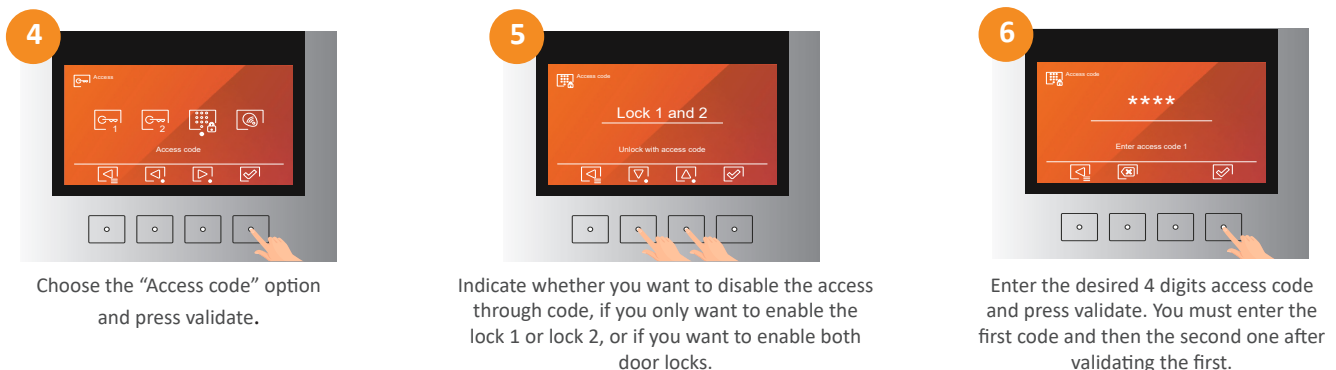 4
Access
1
2
Access code
Choose the “Access code” option
and press validate.
5
Access code
Lock 1 and 2
Unlock with access code
Indicate whether you want to disable the access
through code, if you only want to enable the
lock 1 or lock 2, or if you want to enable both
door locks.
6
Access code
****
Enter access code 1
Enter the desired 4 digits access code
and press validate. You must enter the
first code and then the second one after
validating the first.